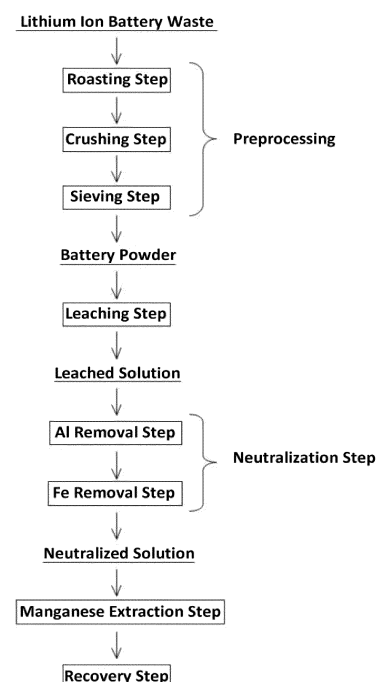 Lithium Ion Battery Waste
Roasting Step
Crushing Step
Preprocessing
Sieving Step
Battery Powder
Leaching Step
Leached Solution
Al Removal Step
Neutralization Step
Fe Removal Step
Neutralized Solution
Manganese Extraction Step
Recovery Step